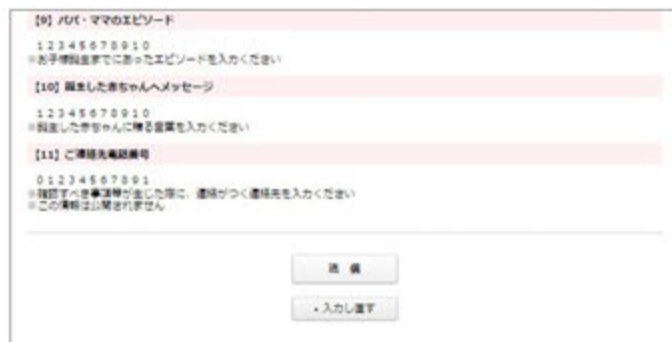 【9】パパ・ママのエピソード
12345678910
※お子様誕生までにあったエピソードを入力ください
【10】誕生した赤ちゃんへメッセージ
12345678910
※誕生した赤ちゃんに贈る言葉を入力ください
【11】ご連絡先電話番号
01234567891
※確認すべき事項等が生じた際に、連絡がつく連絡先を入力ください
※この情報は公開されません
送 信
・入力し直す